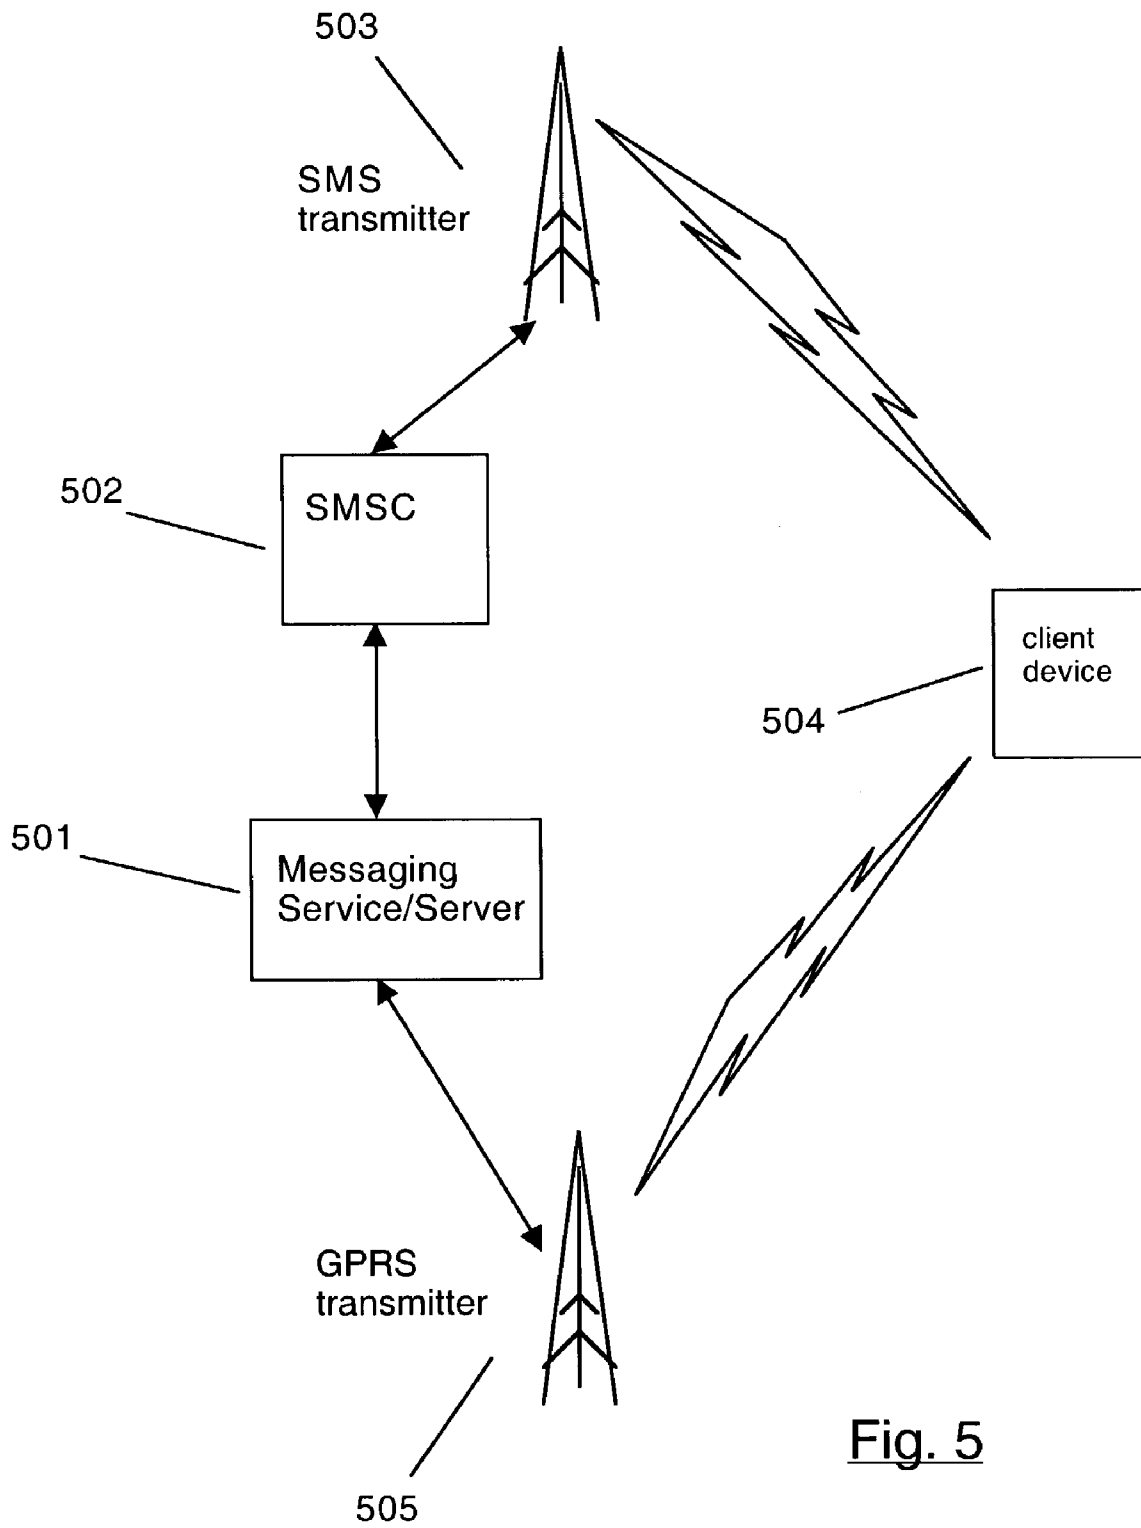 503
SMS
transmitter
502
SMSC
client
device
504
501
Messaging
Service/Server
GPRS
transmitter
505
Fig. 5